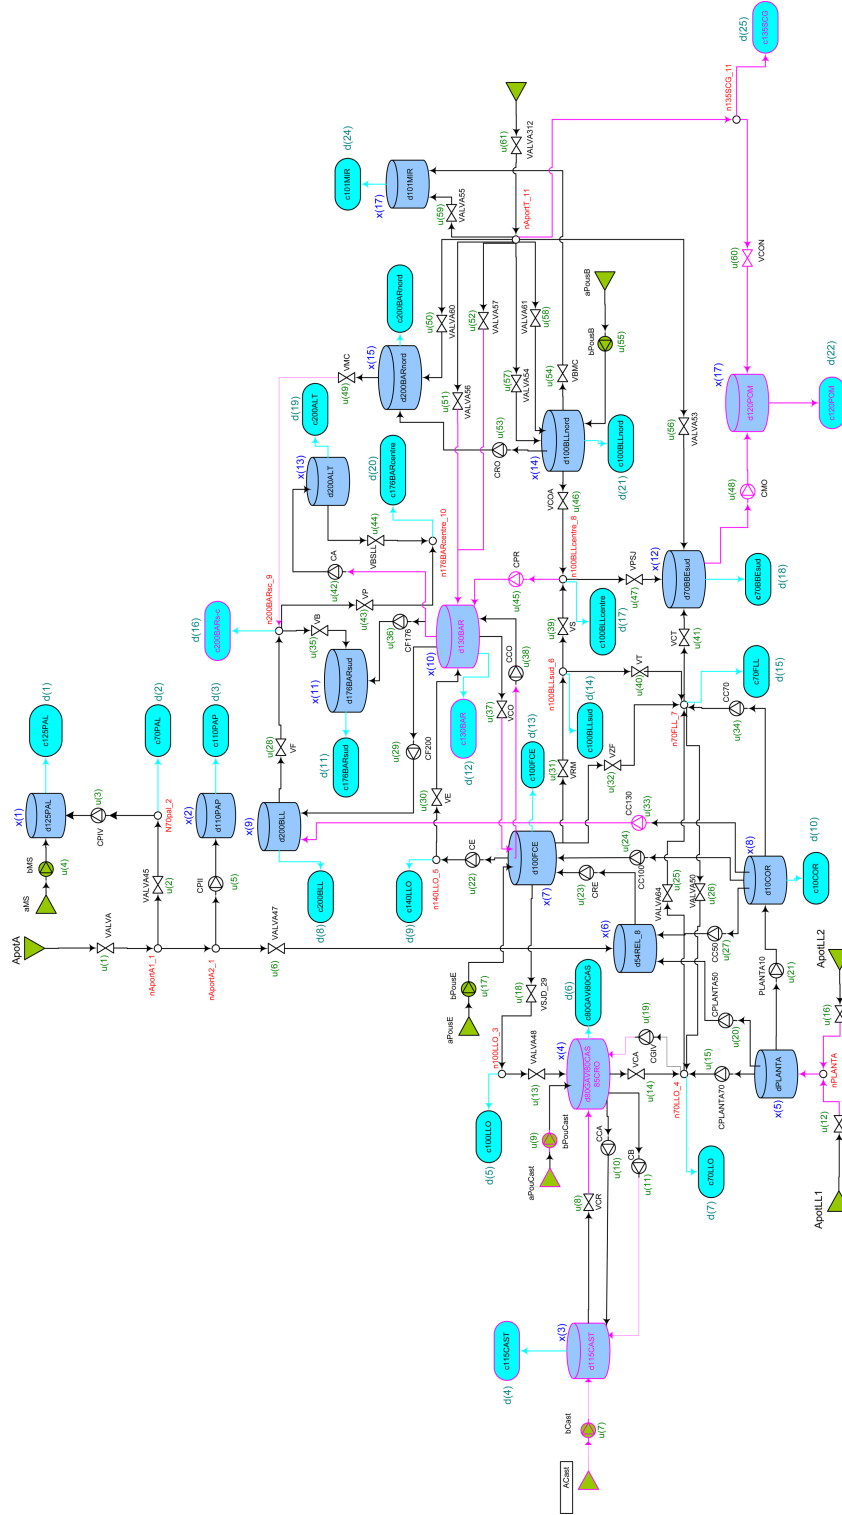 d(25)
c135SCG
n135SCG_11
d(24)
c101MIR
d101MIR
x(17)
u(61)
VALVA312
VALVA55
u(59)
nAportT_11
u(60)
VCON
c200BARnord
d200BARnord
x(15)
u(50)
VALVA60
u(52)
VALVA57
VALVA61
u(58)
aPousB
bPousB
u(55)
VMC
u(49)
u(51)
VALVA56
u(57)
VALVA54
u(54)
VBMC
x(17)
d120POM
c120POM
d(22)
u(56)
VALVA53
d(19)
c200ALT
d200ALT
x(13)
d(20)
c176BARcentre
CRO
u(53)
x(14)
d100BLLnord
c100BLLnord
d(21)
u(48)
CMO
VCOA
u(46)
u(44)
VBSLL
n176BARcentre_10
n200BARsc_9
CA
u(42)
VP
u(43)
CPR
u(45)
n100BLLcentre_8
VPSJ
u(47)
x(12)
d70BBEsud
c70BBEsud
d(18)
d(16)
c200BARs-c
VB
u(35)
x(11)
d176BARsud
c176BARsud
d(11)
CF176
u(36)
x(10)
d130BAR
c130BAR
d(12)
u(39)
VS
c100BLLcentre
d(17)
VCT
u(41)
CCO
u(38)
u(37)
VCO
n100BLLsud_6
d(14)
c100BLLsud
VT
u(40)
c70FLL
d(15)
n70FLL_7
CC70
u(34)
d(1)
c125PAL
d(2)
c70PAL
d(3)
c110PAP
u(28)
VF
u(29)
CF200
u(30)
VE
d(13)
c100FCE
u(31)
VRM
VZF
u(32)
x(1)
d125PAL
u(3)
CPIV
N70pal_2
x(2)
d110PAP
x(9)
d200BLL
c200BLL
d(8)
c140LLO
d(9)
n140LLO_5
CE
u(22)
x(7)
d100FCE
CC130
u(33)
u(24)
CC100
x(8)
d10COR
c10COR
d(10)
aMS
bMS
u(4)
VALVA45
u(2)
CPII
u(5)
u(23)
CRE
VALVA64
u(25)
VALVA50
u(26)
x(6)
d54REL_8
CC50
u(27)
ApotA
VALVA
u(1)
nAportA1_1
nAportA2_1
VALVA47
u(6)
bPousE
u(17)
aPousE
u(18)
VSJD_29
PLANTA10
u(21)
CPLANTA50
u(20)
ApotLL2
u(16)
d(6)
c80GAVi80CAS
n100LLO_3
VALVA48
u(13)
x(4)
d80GAVi80CAS
85CRO
u(19)
CGIV
VCA
u(14)
n70LLO_4
u(15)
CPLANTA70
x(5)
dPLANTA
nPLANTA
c100LLO
d(5)
u(9)
bPouCast
aPouCast
CCA
u(10)
CB
u(11)
c70LLO
d(7)
u(12)
ApotLL1
u(8)
VCR
c115CAST
d(4)
x(3)
d115CAST
bCast
u(7)
ACast